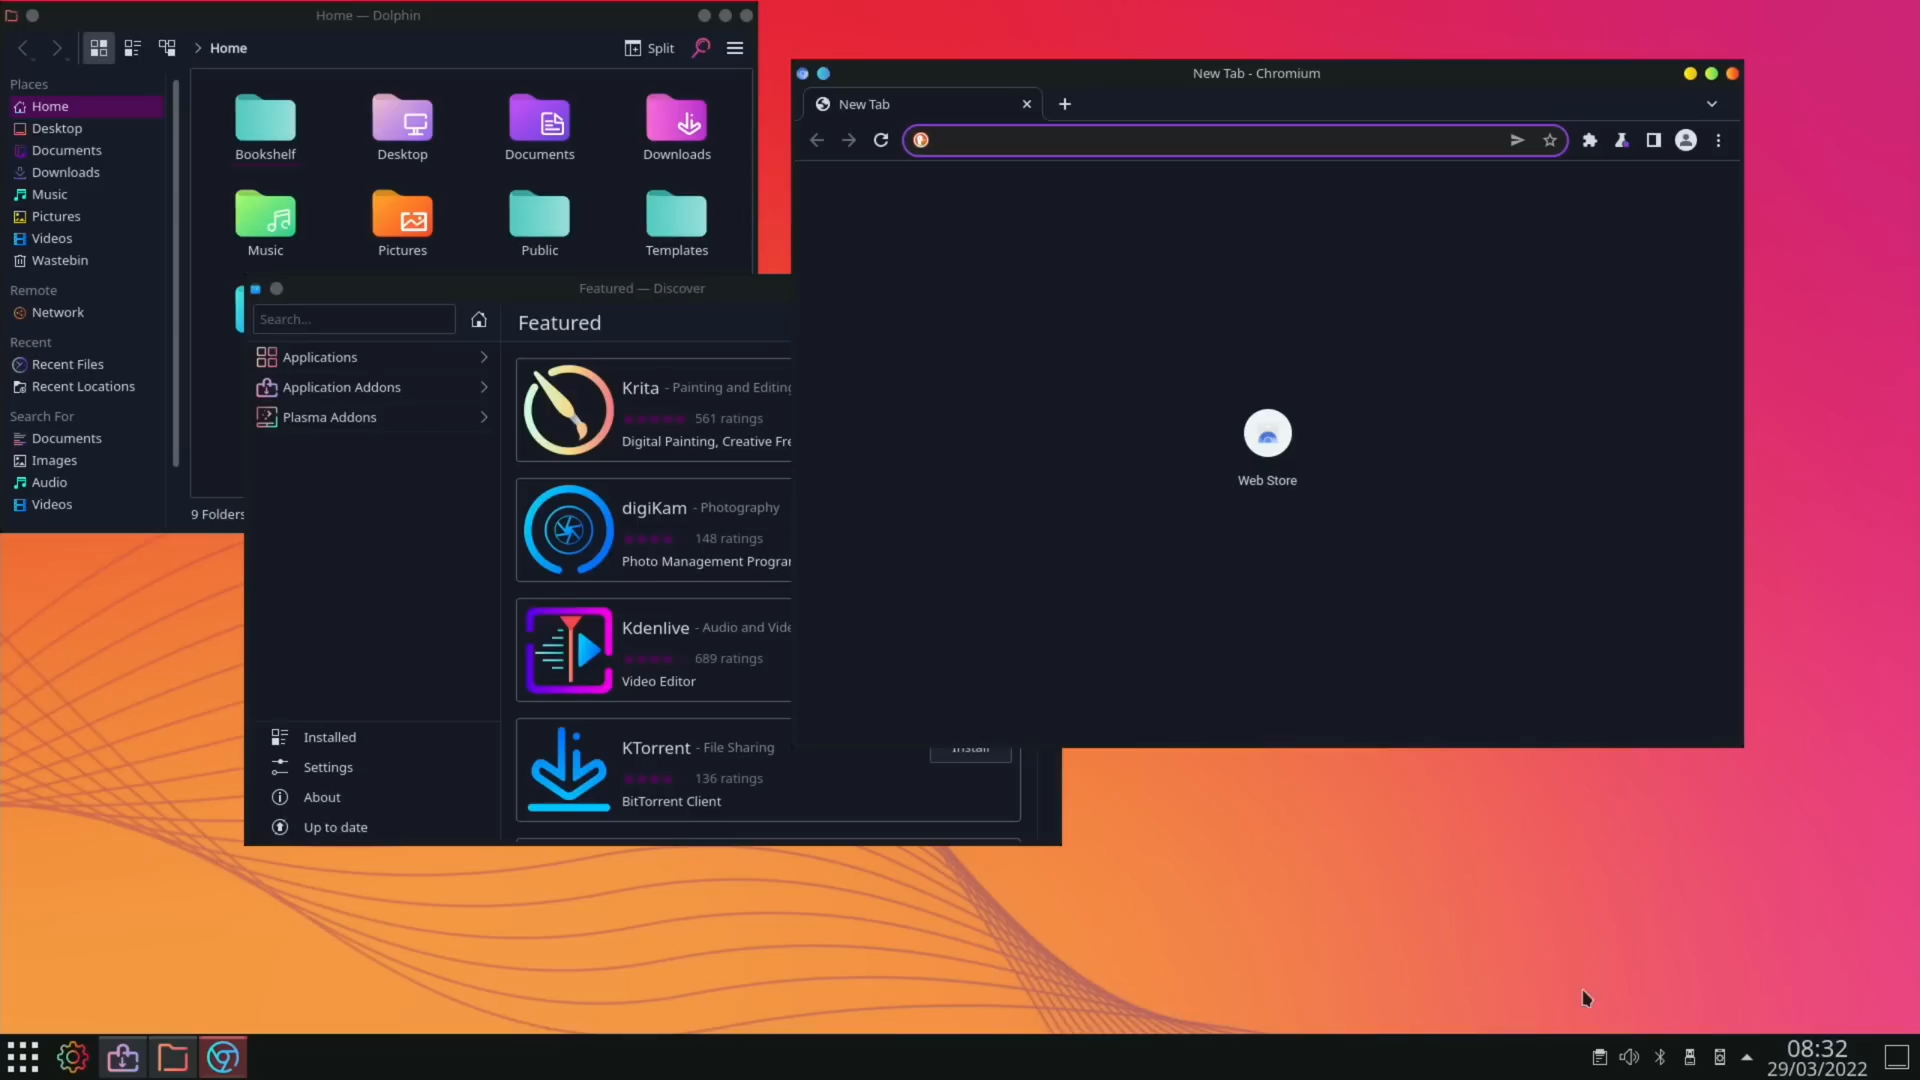 Home — Dolphin
Home
Split
Places
Home
Desktop
Documents
Downloads
Music
Pictures
Videos
Wastebin
Remote
Network
Recent
Recent Files
Recent Locations
Search For
Documents
Images
Audio
Videos
Bookshelf
Desktop
Documents
Downloads
Music
Pictures
Public
Templates
9 Folders
Featured — Discover
Search...
Featured
Applications
Application Addons
Plasma Addons
Installed
Settings
About
Up to date
Krita - Painting and Editing
561 ratings
Digital Painting, Creative Fre
digiKam - Photography
148 ratings
Photo Management Program
Kdenlive - Audio and Vide
689 ratings
Video Editor
KTorrent - File Sharing
136 ratings
BitTorrent Client
Install
New Tab - Chromium
New Tab
Web Store
08:32
29/03/2022